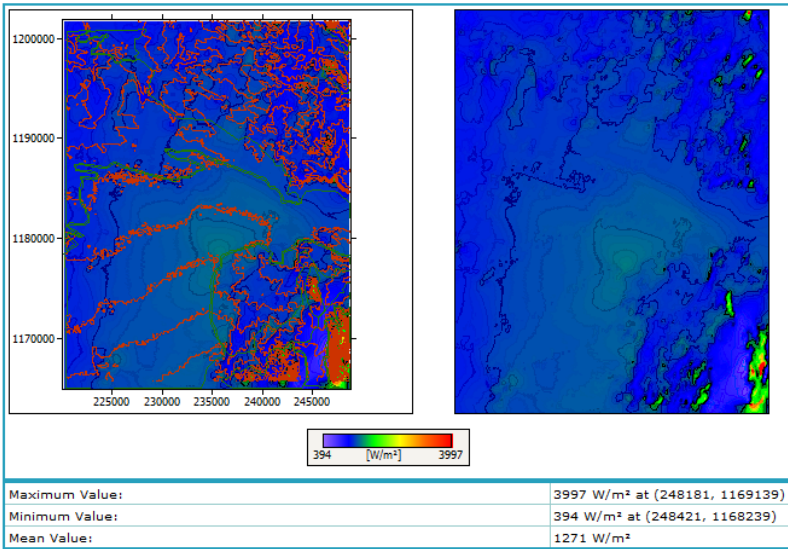 1200000
1190000
1180000
1170000
225000 230000 235000 240000 245000
394 [W/m²] 3997
Maximum Value: 3997 W/m² at (248181, 1169139)
Minimum Value: 394 W/m² at (248421, 1168239)
Mean Value: 1271 W/m²